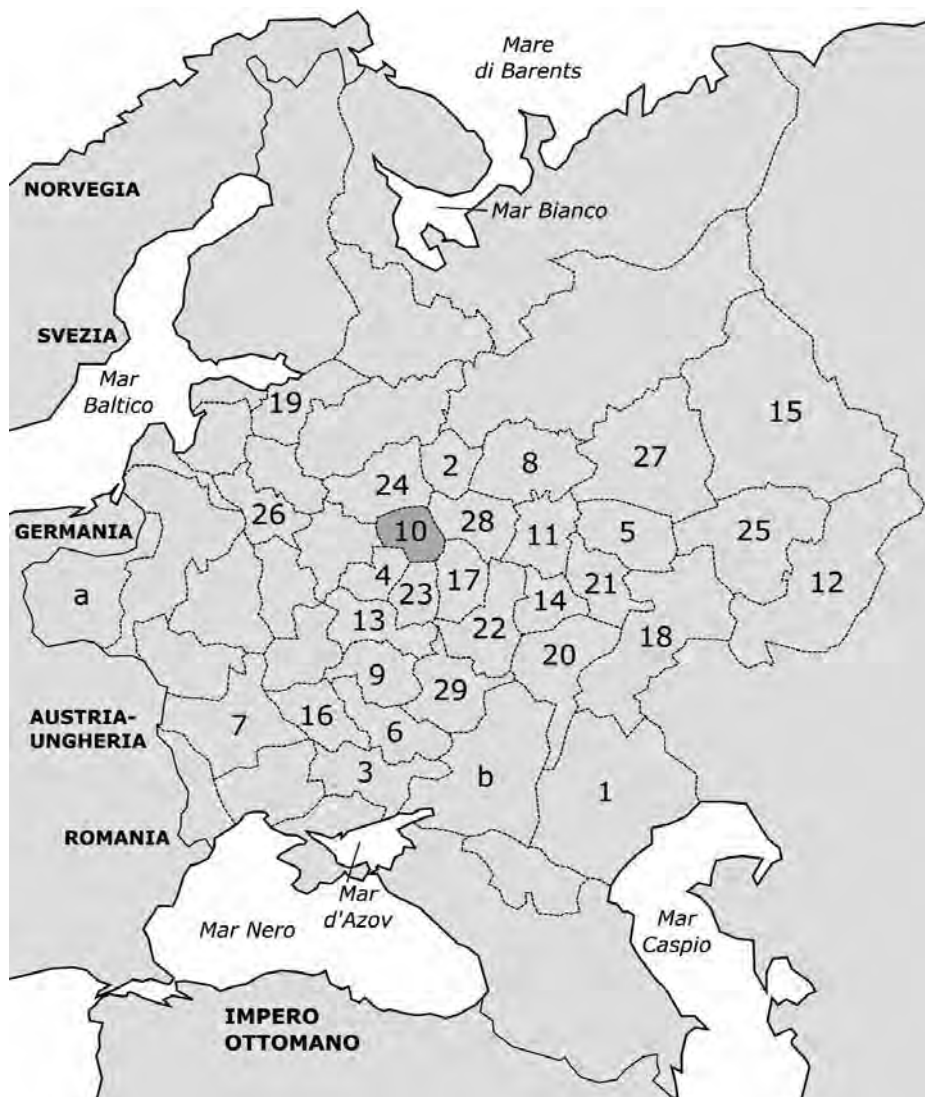 Mare
di Barents
NORVEGIA
Mar Bianco
SVEZIA
Mar
Baltico
19
15
2
8
27
24
GERMANIA
26
10
28
11
5
25
a
4
23
17
14
21
12
13
22
18
20
9
29
AUSTRIA-
UNGHERIA
7
16
6
3
b
1
ROMANIA
Mar
d'Azov
Mar Nero
Mar
Caspio
IMPERO
OTTOMANO